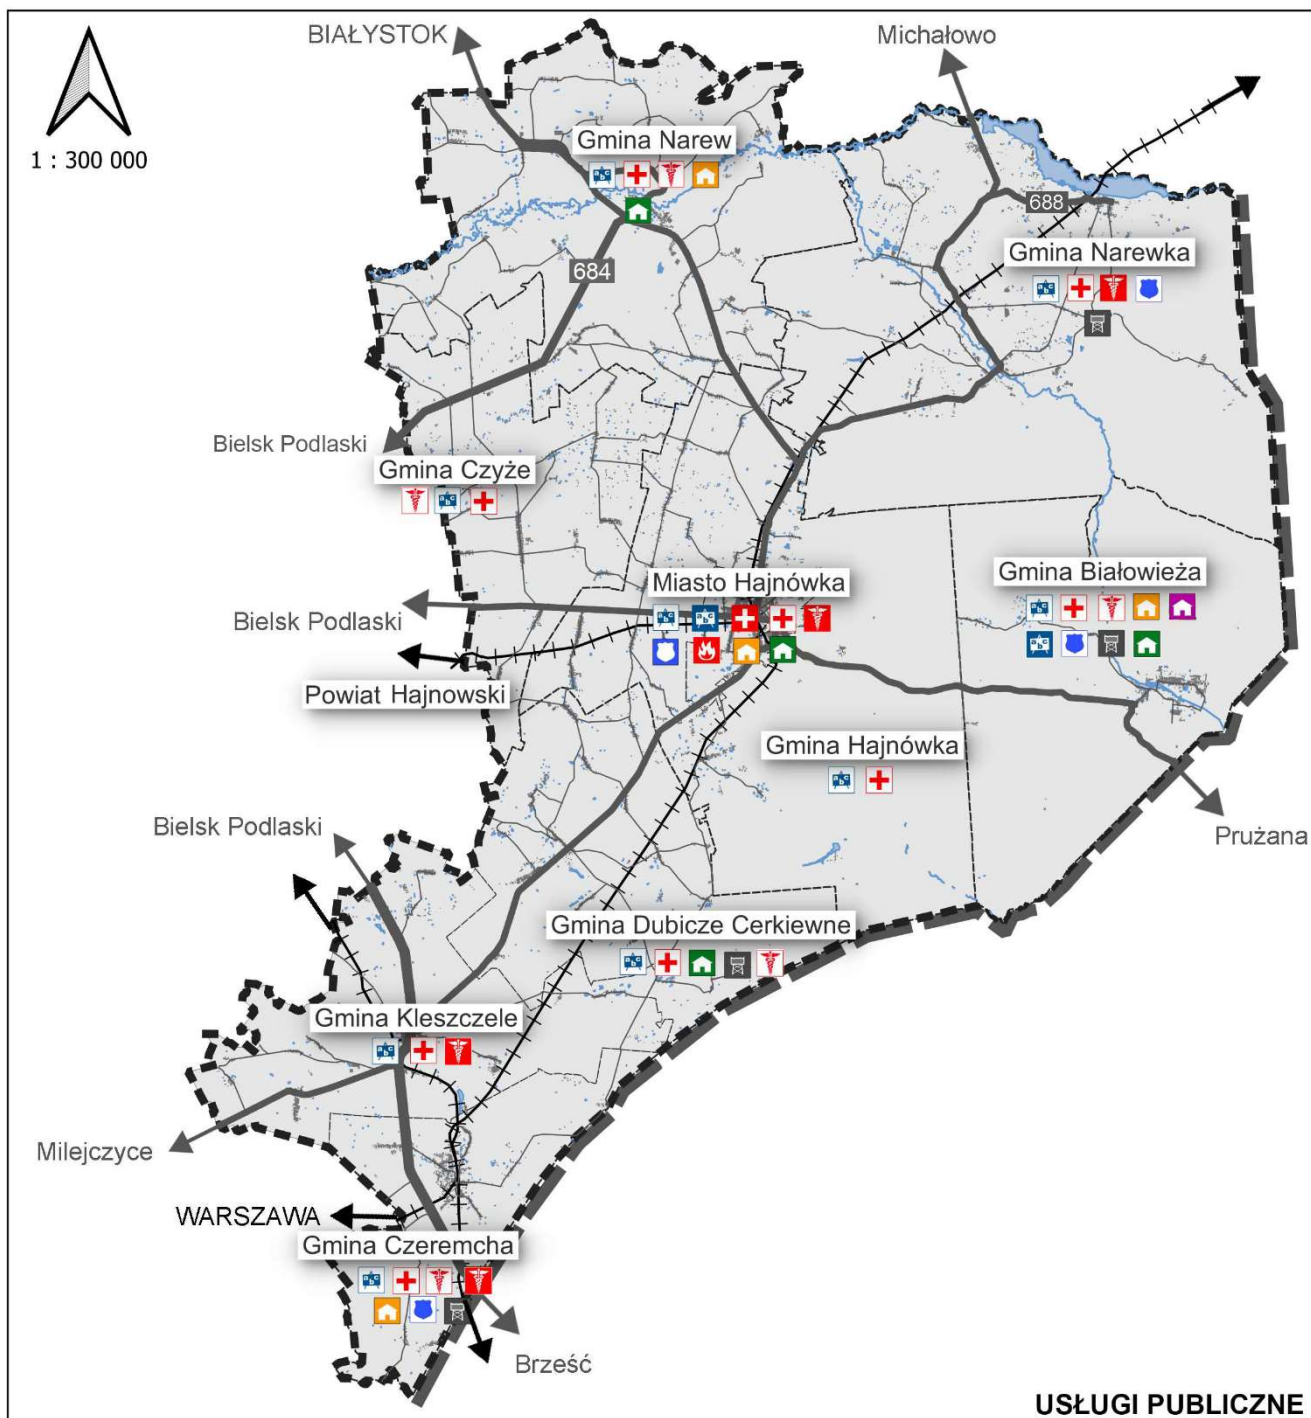 BIAŁYSTOK
Michałowo
1 : 300 000
Gmina Narew
688
Gmina Narewka
684
Bielsk Podlaski
Gmina Czyże
Miasto Hajnówka
Gmina Białowieża
Bielsk Podlaski
Powiat Hajnowski
Gmina Hajnówka
Bielsk Podlaski
Prużana
Gmina Dubicze Cerkiewne
Gmina Kleszczele
Milejczyce
WARSZAWA
Gmina Czeremcha
Brześć
USŁUGI PUBLICZNE